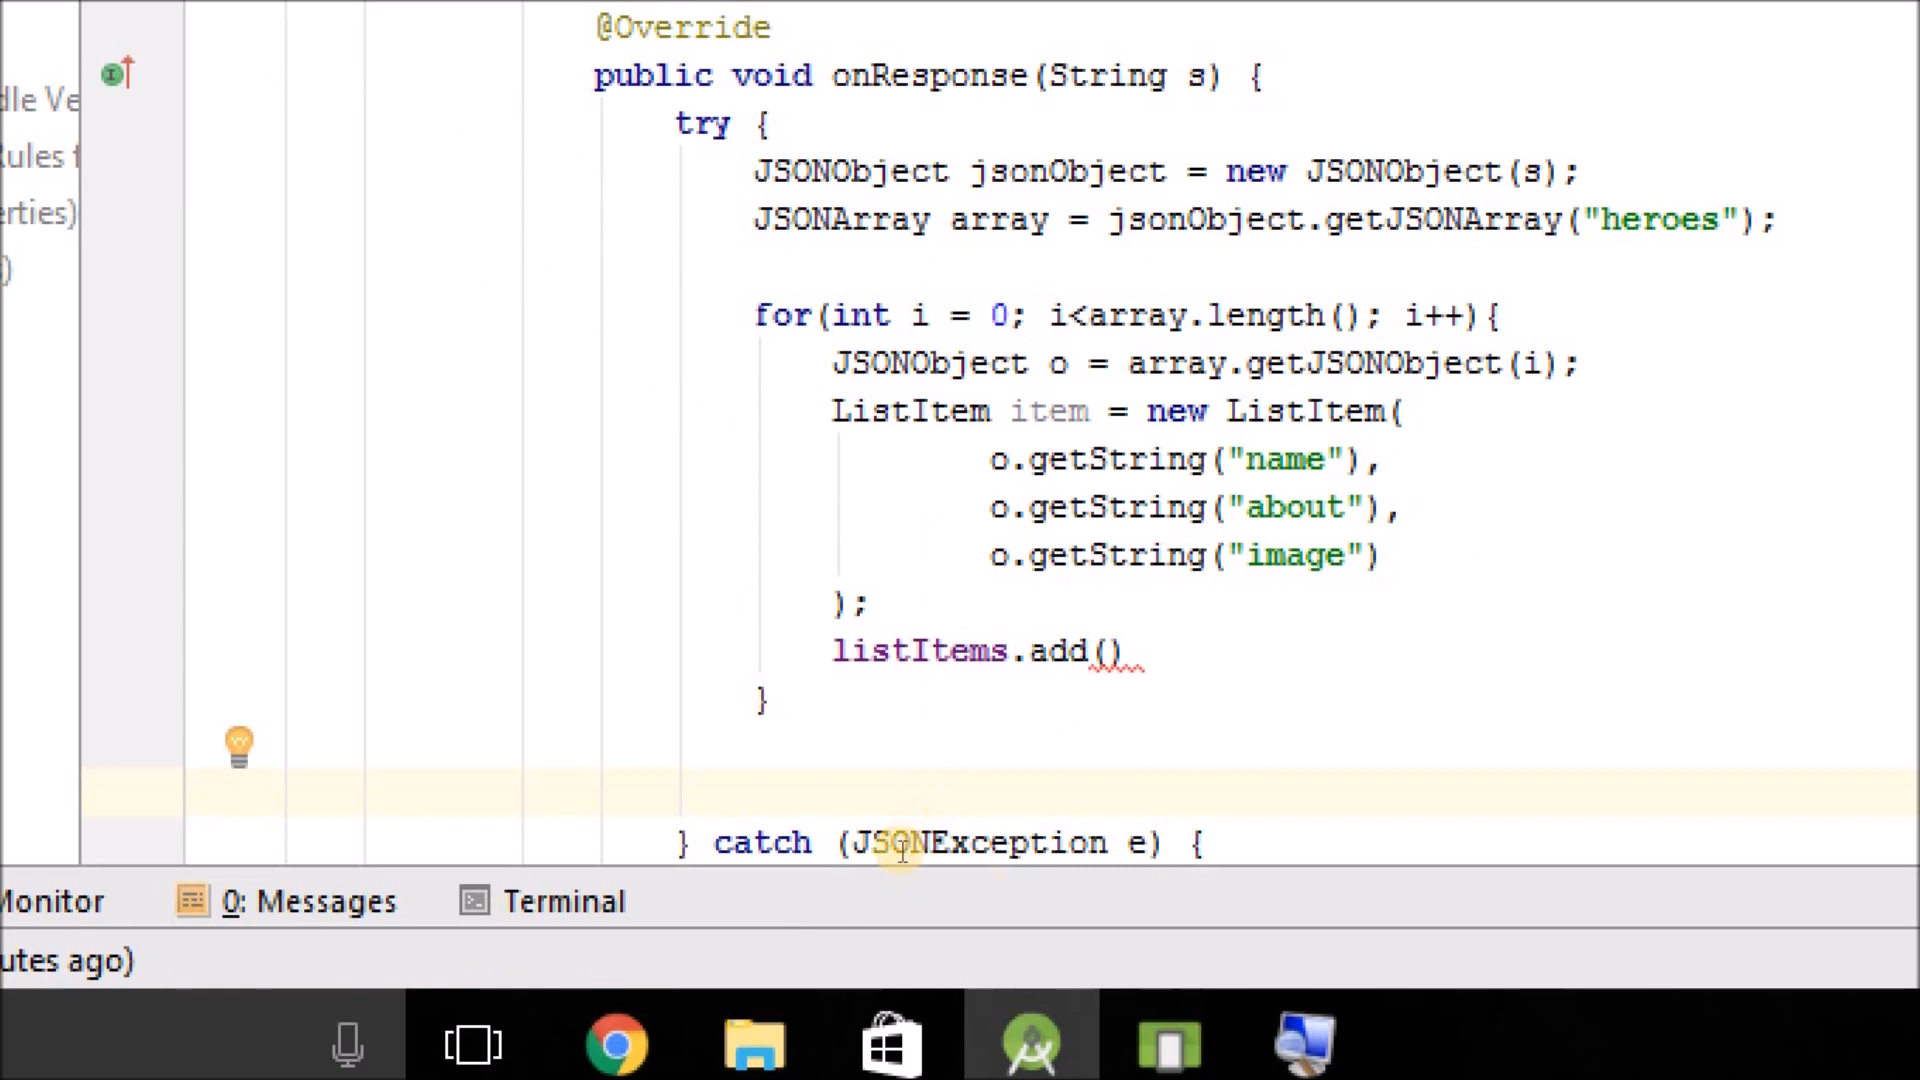 @Override
public void onResponse(String s) {
try {
JSONObject jsonObject = new JSONObject(s);
JSONArray array = jsonObject.getJSONArray("heroes");
for(int i = 0; i<array.length(); i++){
JSONObject o = array.getJSONObject(i);
ListItem item = new ListItem(
o.getString("name"),
o.getString("about"),
o.getString("image")
);
listItems.add()
}
} catch (JSONException e) {
dle Ve
Rules f
erties)
)
Monitor
0: Messages
Terminal
utes ago)